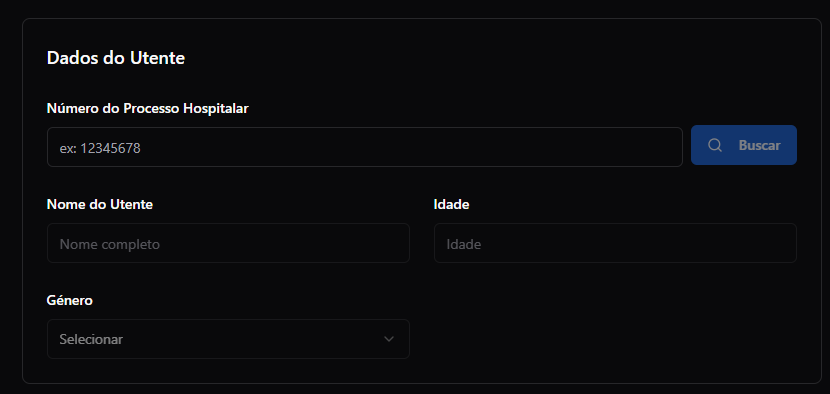 Dados do Utente
Número do Processo Hospitalar
ex: 12345678
Buscar
Nome do Utente
Idade
Nome completo
Idade
Género
Selecionar